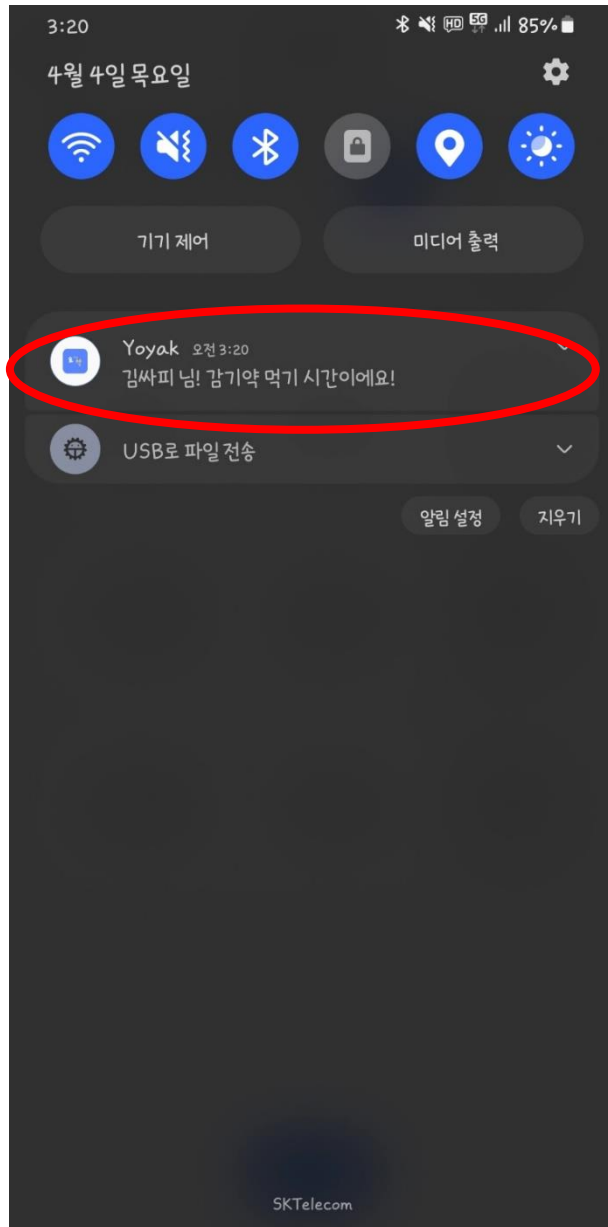 3:20 HD 5G 85%
4월 4일 목요일
기기 제어 미디어 출력
Yoyak 오전 3:20
김싸피 님! 감기약 먹기 시간이에요!
USB로 파일 전송
알림 설정 지우기
SKTelecom